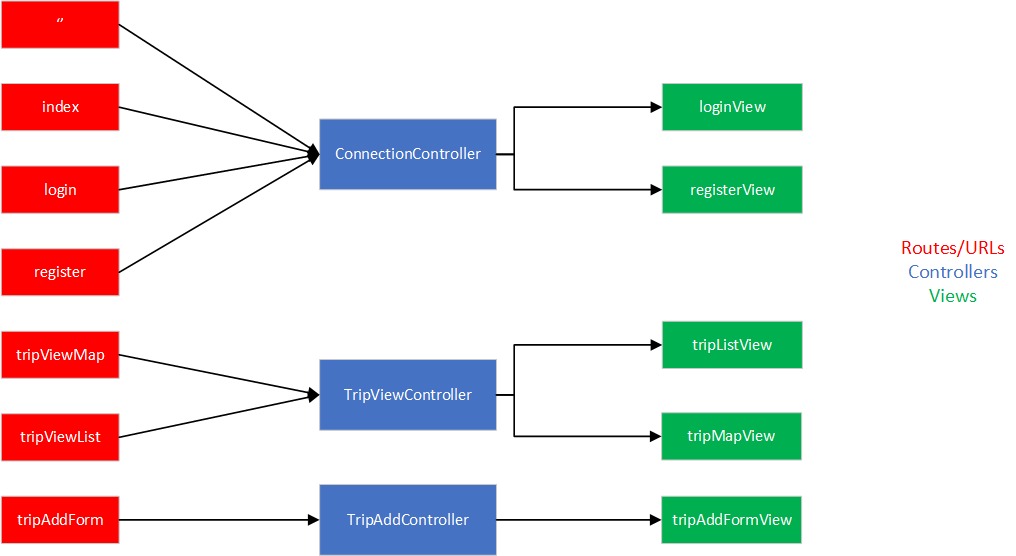 ‘’
index
login
register
tripViewMap
tripViewList
tripAddForm
ConnectionController
TripViewController
TripAddController
loginView
registerView
tripListView
tripMapView
tripAddFormView
Routes/URLs
Controllers
Views